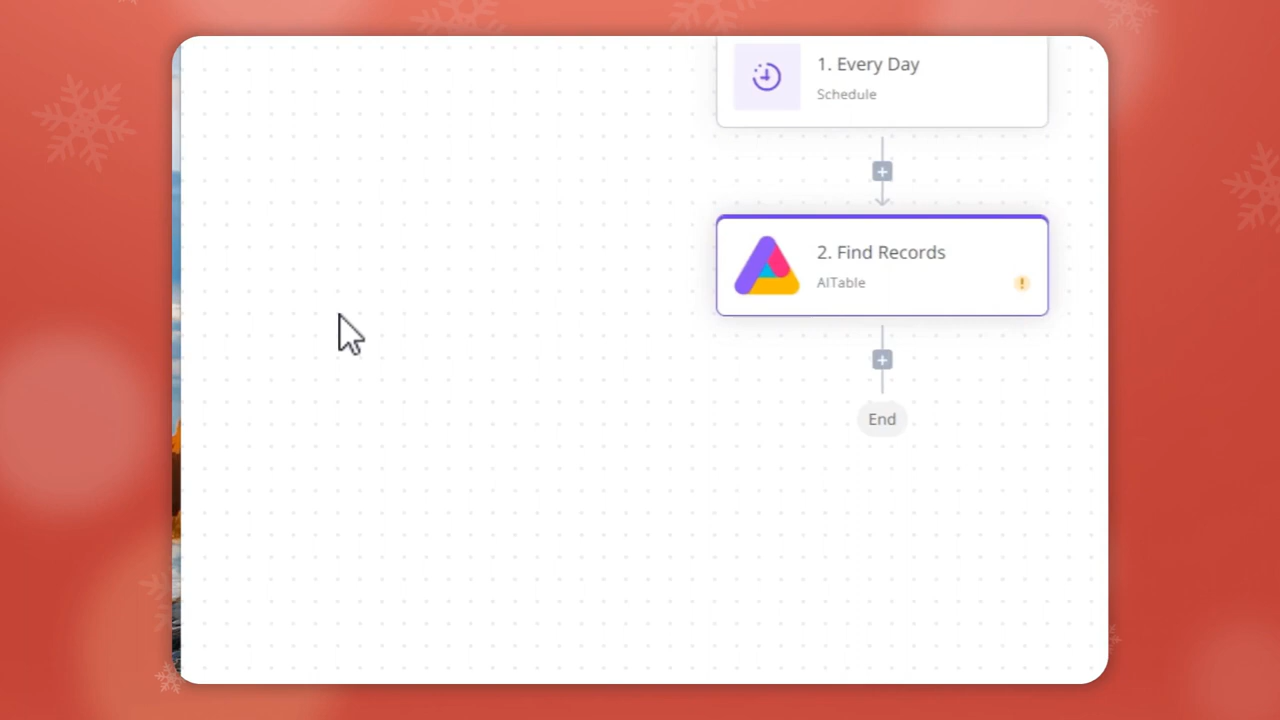 1. Every Day
Schedule
2. Find Records
AITable
End